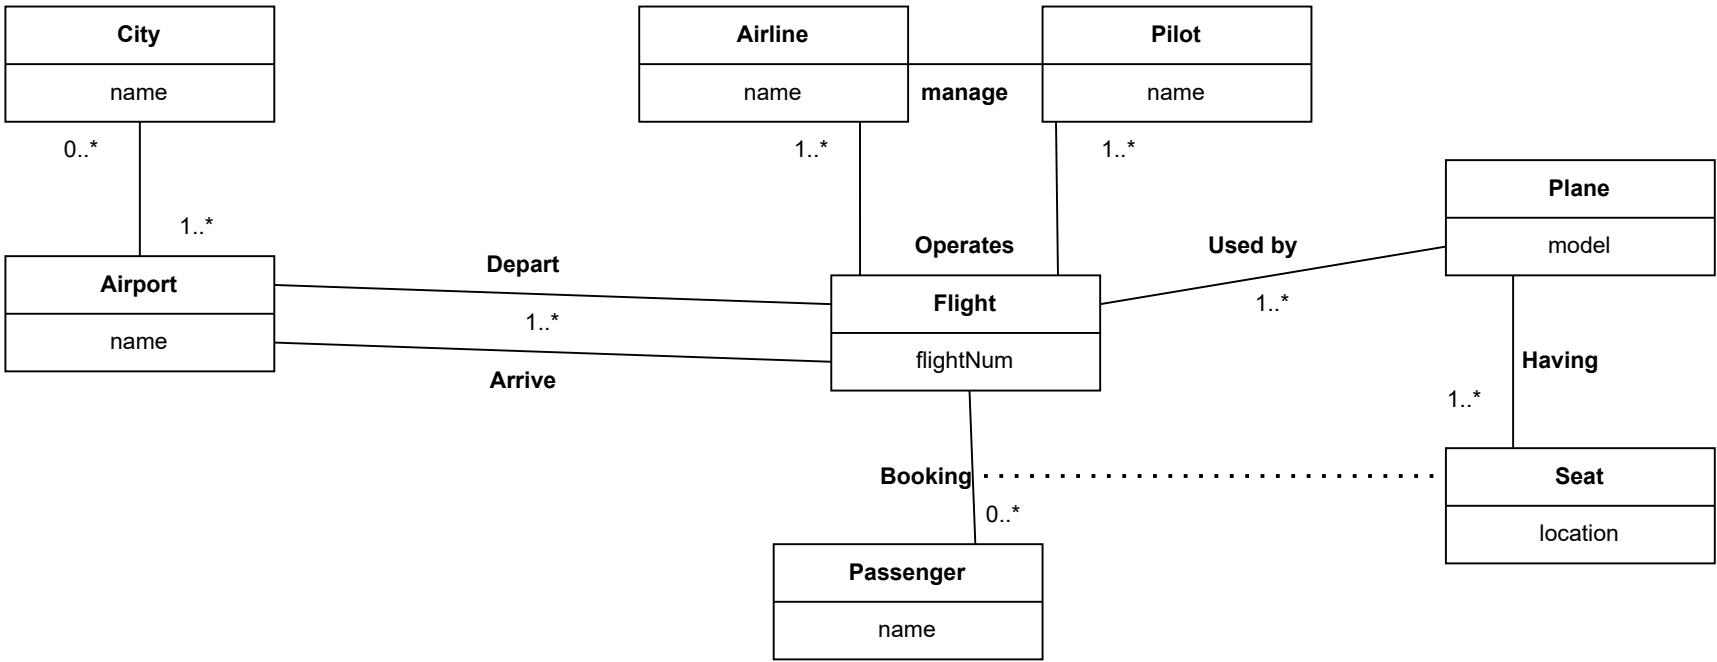 City
name
Airline
name
manage
Pilot
name
0..*
1..*
1..*
1..*
Plane
model
Airport
name
Depart
1..*
Arrive
Operates
Flight
flightNum
Used by
1..*
Having
1..*
Booking
0..*
Seat
location
Passenger
name